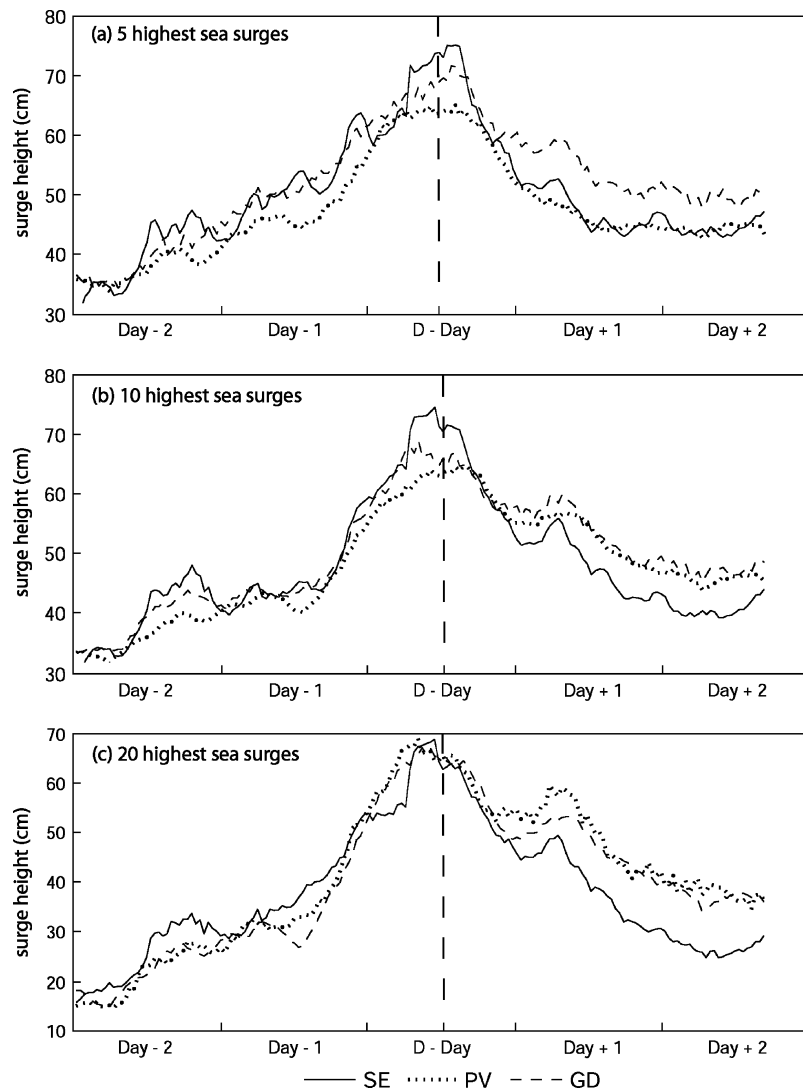 (a) 5 highest sea surges
surge height (cm)
80
70
60
50
40
30
Day - 2 Day - 1 D - Day Day + 1 Day + 2
(b) 10 highest sea surges
surge height (cm)
80
70
60
50
40
30
Day - 2 Day - 1 D - Day Day + 1 Day + 2
(c) 20 highest sea surges
surge height (cm)
70
60
50
40
30
20
10
Day - 2 Day - 1 D - Day Day + 1 Day + 2
SE PV GD